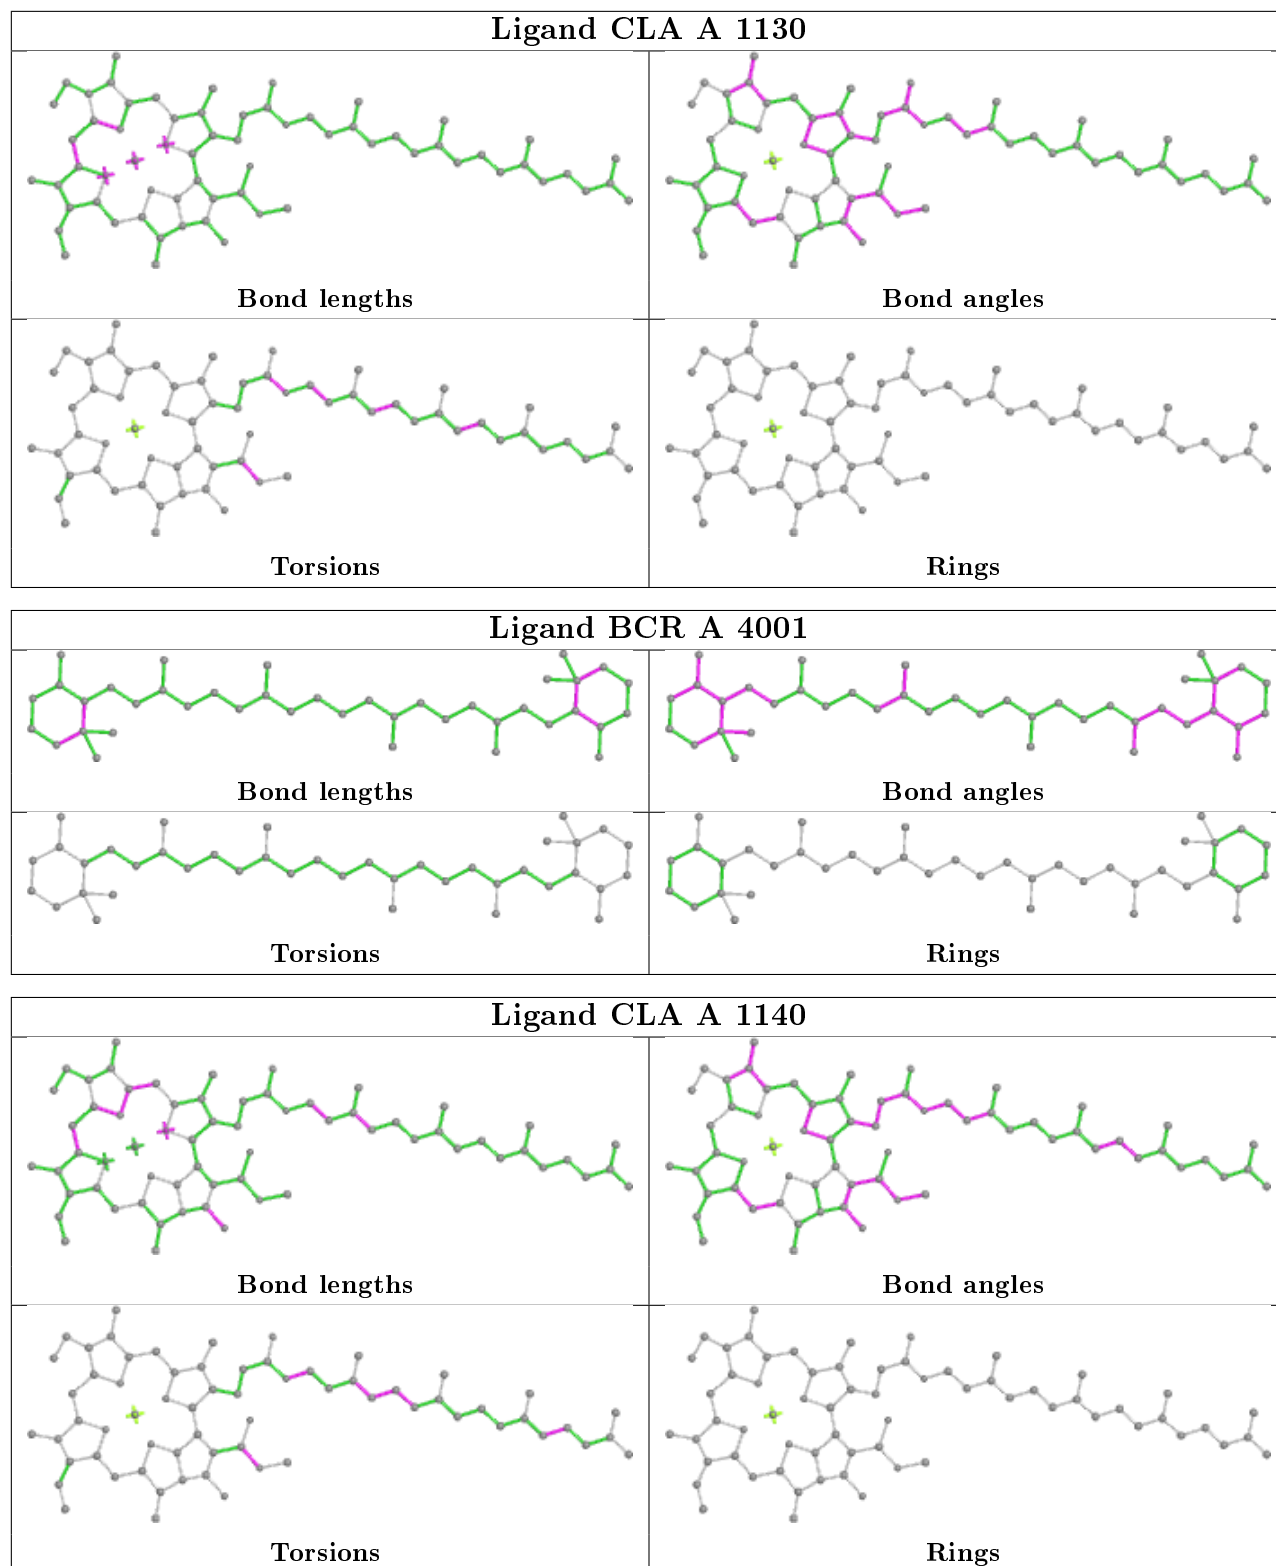 Ligand CLA A 1130
Bond lengths
Bond angles
Torsions
Rings
Ligand BCR A 4001
Bond lengths
Bond angles
Torsions
Rings
Ligand CLA A 1140
Bond lengths
Bond angles
Torsions
Rings